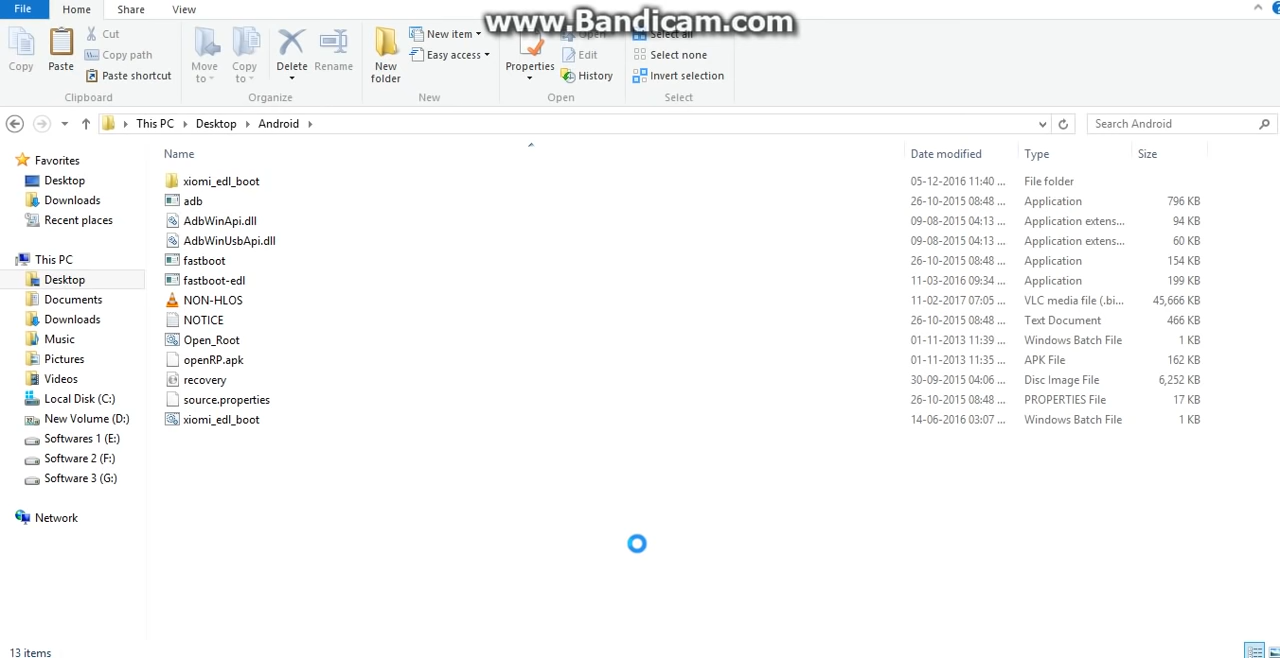 www.Bandicam.com
File Home Share View
Copy
Paste
Cut
Copy path
Paste shortcut
Clipboard
Move to
Copy to
Delete
Rename
Organize
New folder
New item
Easy access
New
Properties
Open
Edit
History
Open
Select all
Select none
Invert selection
Select
This PC Desktop Android
Search Android
Name Date modified Type Size
xiomi_edl_boot 05-12-2016 11:40 ... File folder
adb 26-10-2015 08:48 ... Application 796 KB
AdbWinApi.dll 09-08-2015 04:13 ... Application extens... 94 KB
AdbWinUsbApi.dll 09-08-2015 04:13 ... Application extens... 60 KB
fastboot 26-10-2015 08:48 ... Application 154 KB
fastboot-edl 11-03-2016 09:34 ... Application 199 KB
NON-HLOS 11-02-2017 07:05 ... VLC media file (.bi... 45,666 KB
NOTICE 26-10-2015 08:48 ... Text Document 466 KB
Open_Root 01-11-2013 11:39 ... Windows Batch File 1 KB
openRP.apk 01-11-2013 11:35 ... APK File 162 KB
recovery 30-09-2015 04:06 ... Disc Image File 6,252 KB
source.properties 26-10-2015 08:48 ... PROPERTIES File 17 KB
xiomi_edl_boot 14-06-2016 03:07 ... Windows Batch File 1 KB
Favorites
Desktop
Downloads
Recent places
This PC
Desktop
Documents
Downloads
Music
Pictures
Videos
Local Disk (C:)
New Volume (D:)
Softwares 1 (E:)
Software 2 (F:)
Software 3 (G:)
Network
13 items